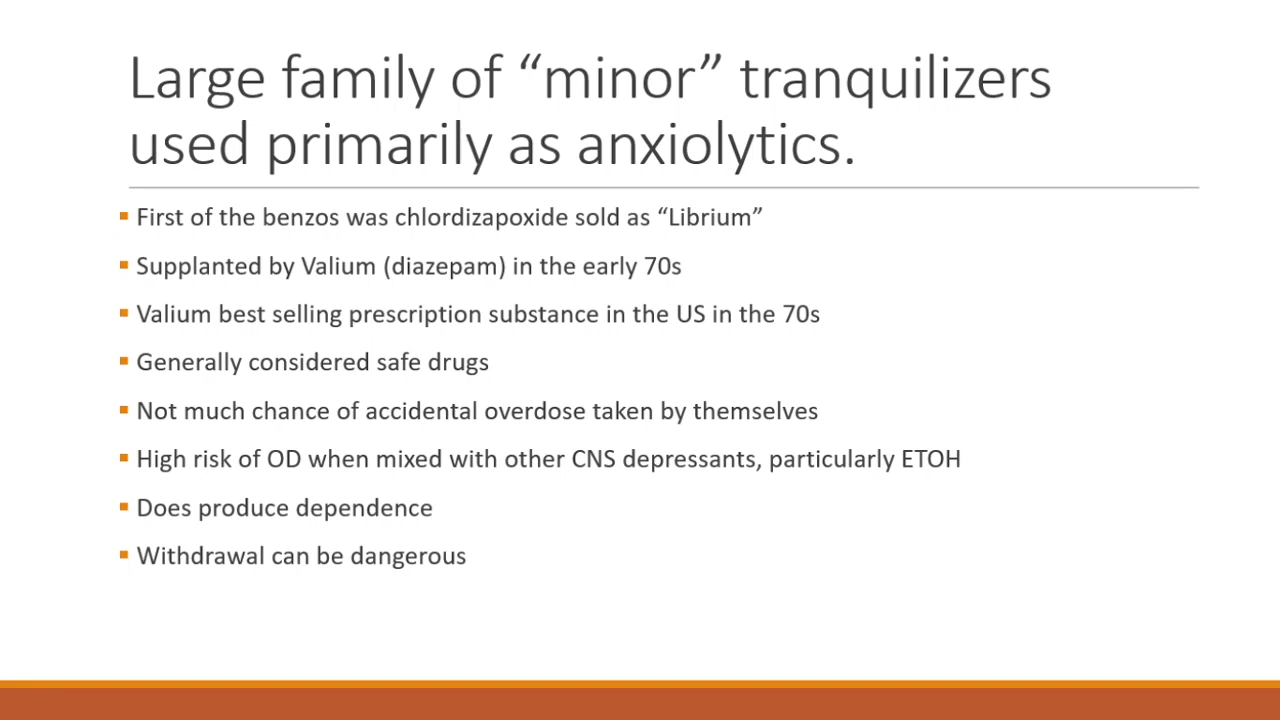 Large family of “minor” tranquilizers
used primarily as anxiolytics.
▪ First of the benzos was chlordizapoxide sold as “Librium”
▪ Supplanted by Valium (diazepam) in the early 70s
▪ Valium best selling prescription substance in the US in the 70s
▪ Generally considered safe drugs
▪ Not much chance of accidental overdose taken by themselves
▪ High risk of OD when mixed with other CNS depressants, particularly ETOH
▪ Does produce dependence
▪ Withdrawal can be dangerous